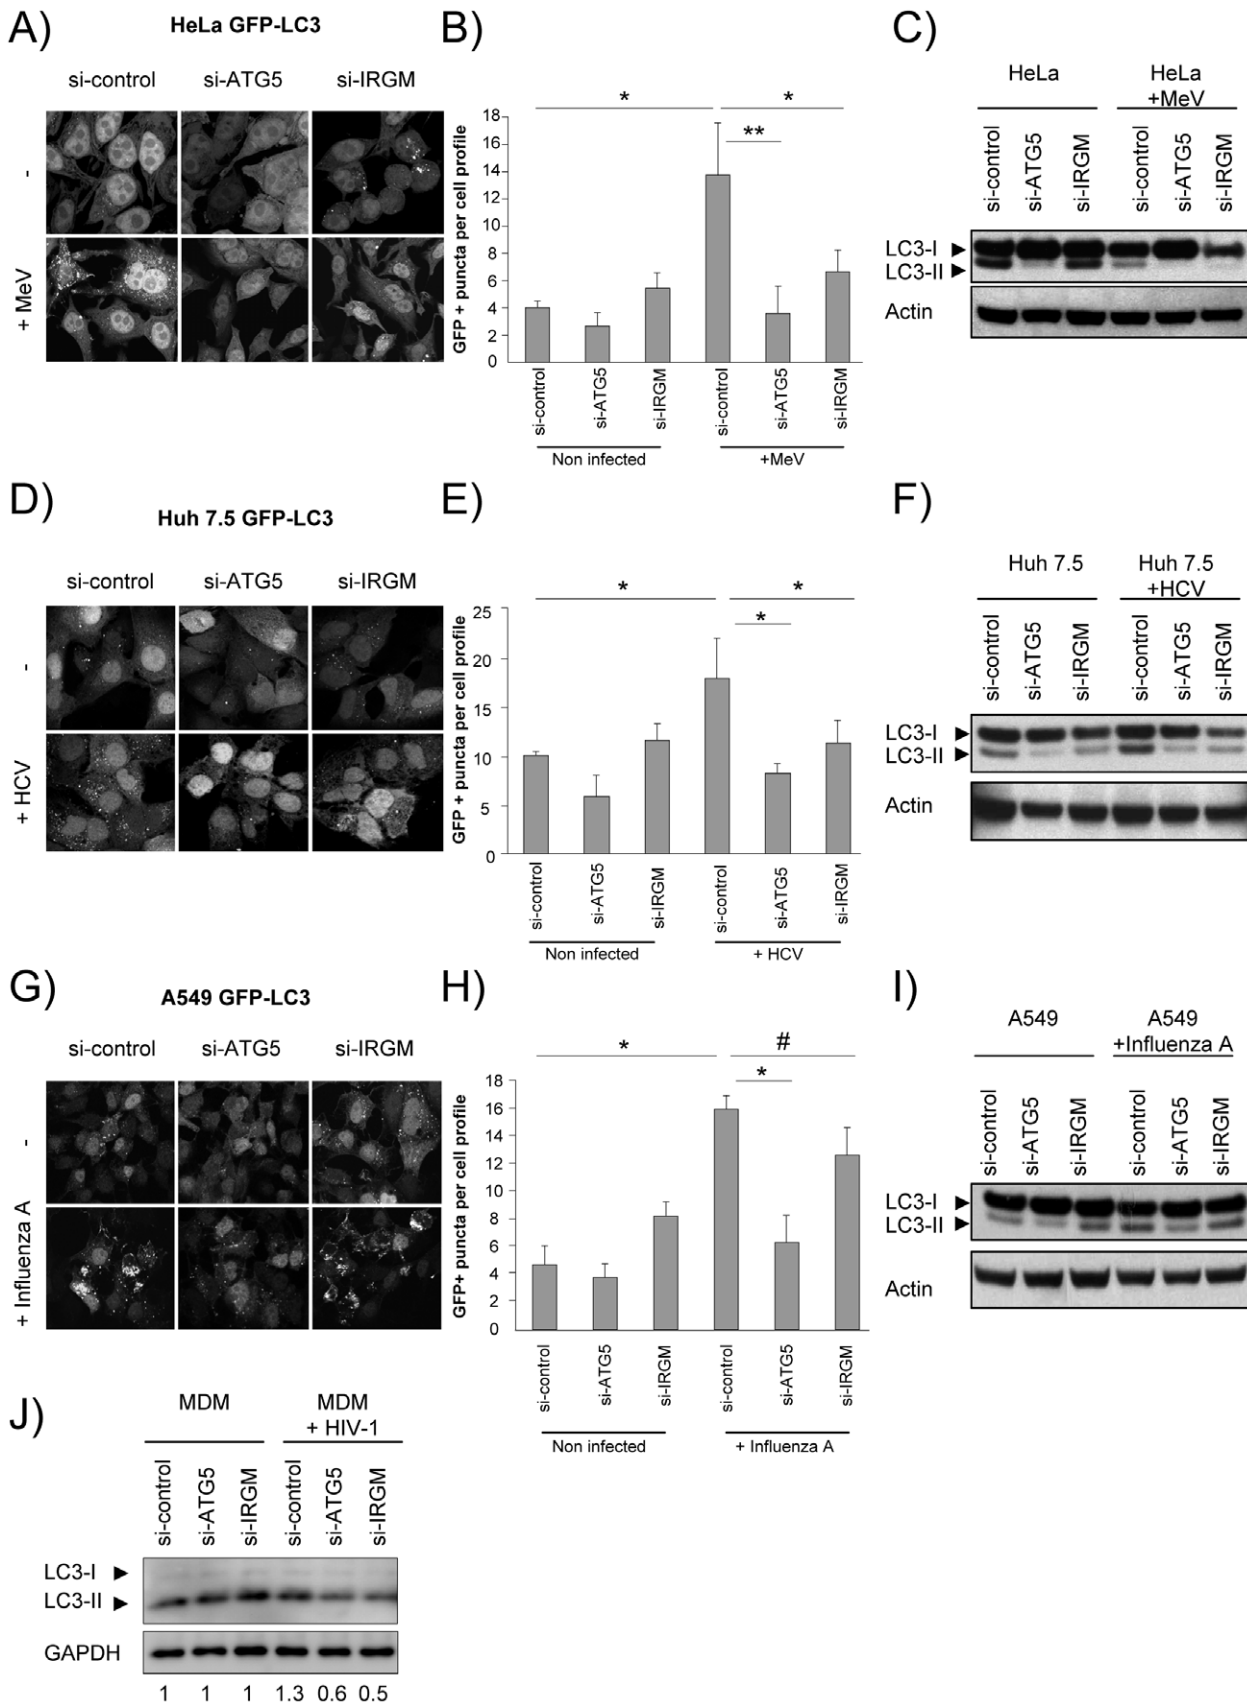 A)
HeLa GFP-LC3
si-control si-ATG5 si-IRGM
-
+ MeV
B)
* *
**
GFP + puncta per cell profile
18
16
14
12
10
8
6
4
2
0
si-control si-ATG5 si-IRGM si-control si-ATG5 si-IRGM
Non infected +MeV
C)
HeLa HeLa
+MeV
si-control si-ATG5 si-IRGM si-control si-ATG5 si-IRGM
LC3-I ►
LC3-II ►
Actin
D)
Huh 7.5 GFP-LC3
si-control si-ATG5 si-IRGM
-
+ HCV
E)
* *
*
GFP + puncta per cell profile
25
20
15
10
5
0
si-control si-ATG5 si-IRGM si-control si-ATG5 si-IRGM
Non infected + HCV
F)
Huh 7.5 Huh 7.5
+HCV
si-control si-ATG5 si-IRGM si-control si-ATG5 si-IRGM
LC3-I ►
LC3-II ►
Actin
G)
A549 GFP-LC3
si-control si-ATG5 si-IRGM
-
+ Influenza A
H)
* #
*
GFP+ puncta per cell profile
18
16
14
12
10
8
6
4
2
0
si-control si-ATG5 si-IRGM si-control si-ATG5 si-IRGM
Non infected + Influenza A
I)
A549 A549
+Influenza A
si-control si-ATG5 si-IRGM si-control si-ATG5 si-IRGM
LC3-I ►
LC3-II ►
Actin
J)
MDM MDM
+ HIV-1
si-control si-ATG5 si-IRGM si-control si-ATG5 si-IRGM
LC3-I ►
LC3-II ►
GAPDH
1 1 1 1.3 0.6 0.5